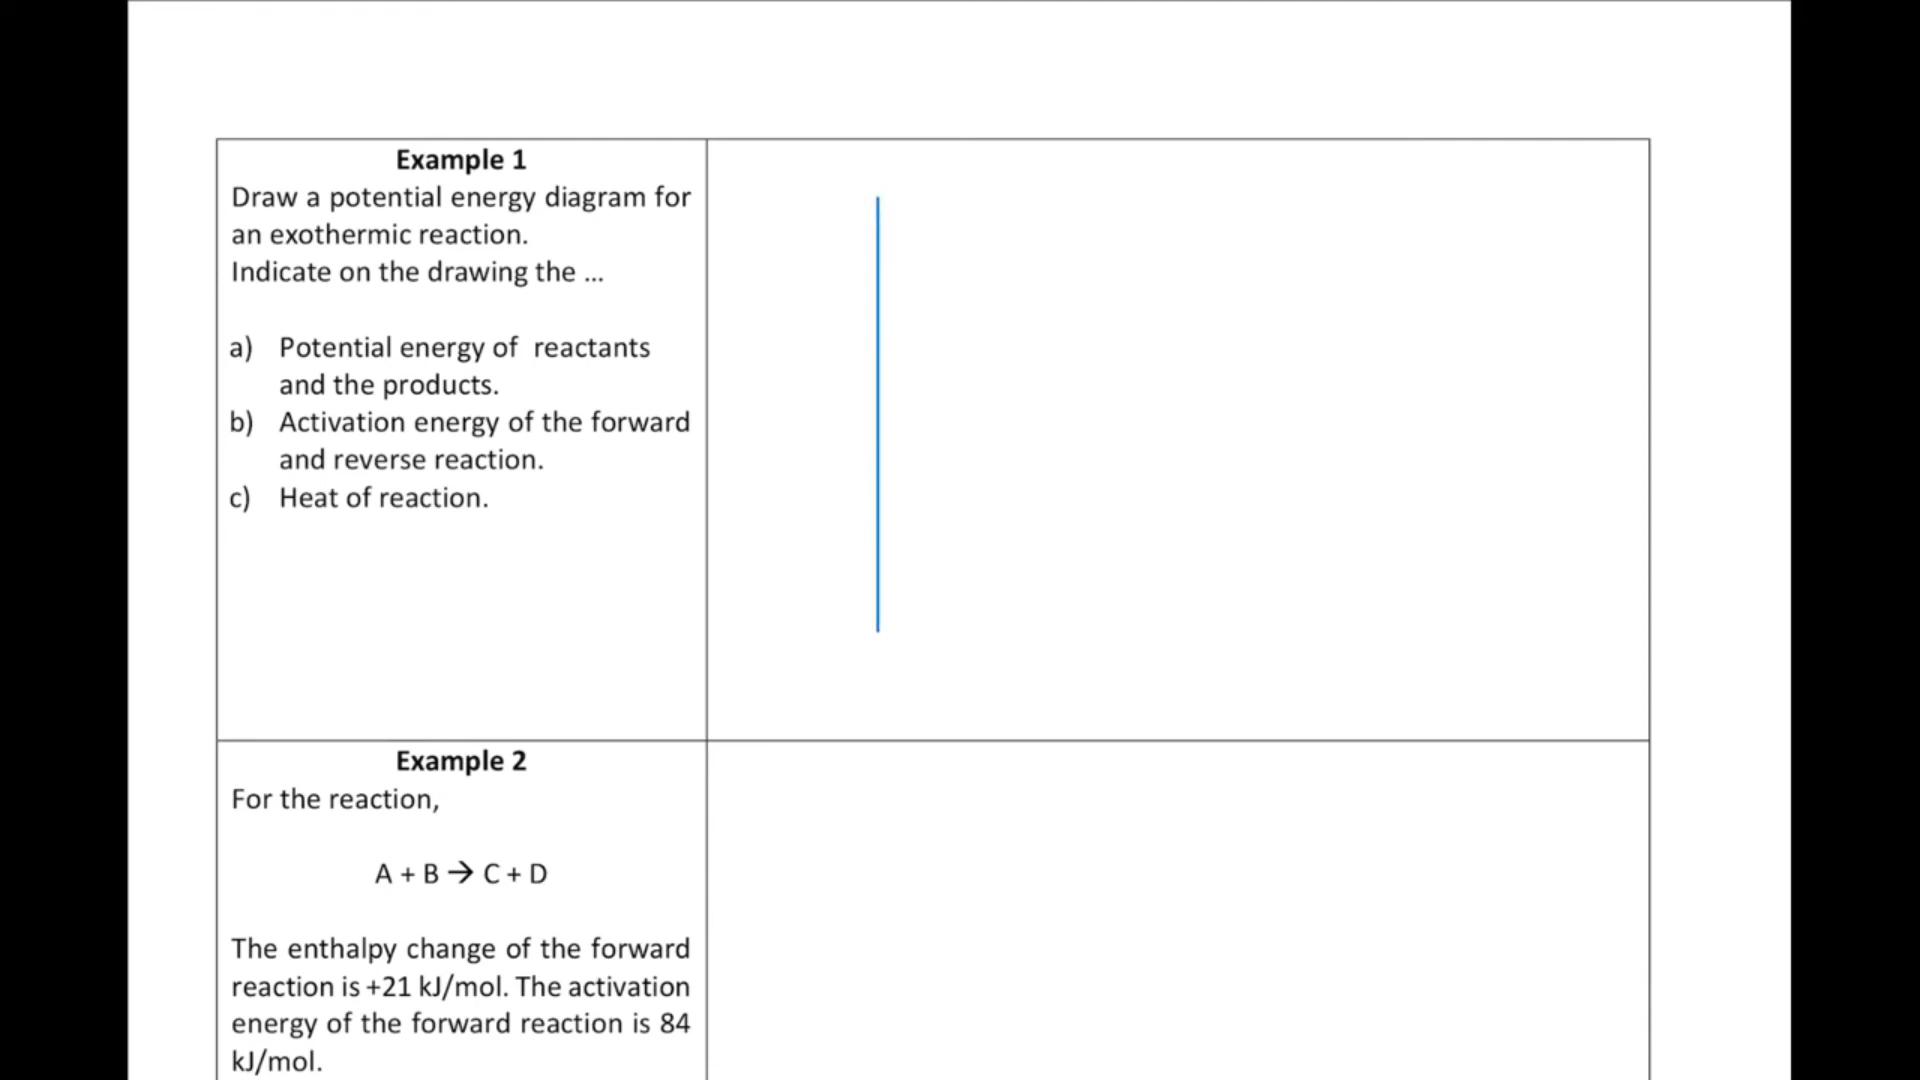 Example 1
Draw a potential energy diagram for
an exothermic reaction.
Indicate on the drawing the ...
a) Potential energy of reactants
and the products.
b) Activation energy of the forward
and reverse reaction.
c) Heat of reaction.
Example 2
For the reaction,
A + B → C + D
The enthalpy change of the forward
reaction is +21 kJ/mol. The activation
energy of the forward reaction is 84
kJ/mol.